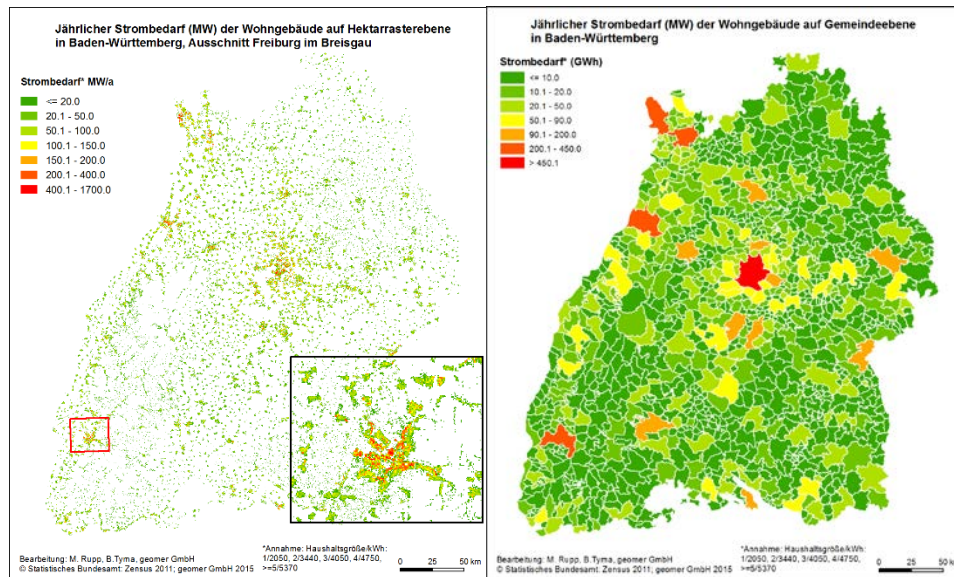 Jährlicher Strombedarf (MW) der Wohngebäude auf Hektarrasterebene
in Baden-Württemberg, Ausschnitt Freiburg im Breisgau
Strombedarf* MW/a
<= 20.0
20.1 - 50.0
50.1 - 100.0
100.1 - 150.0
150.1 - 200.0
200.1 - 400.0
400.1 - 1700.0
*Annahme: Haushaltsgröße/kWh:
1/2050, 2/3440, 3/4050, 4/4750,
>=5/5370
Bearbeitung: M. Rupp, B.Tyma, geomer GmbH
© Statistisches Bundesamt: Zensus 2011; geomer GmbH 2015
0 25 50 km
Jährlicher Strombedarf (MW) der Wohngebäude auf Gemeindeebene
in Baden-Württemberg
Strombedarf* (GWh)
<= 10.0
10.1 - 20.0
20.1 - 50.0
50.1 - 90.0
90.1 - 200.0
200.1 - 450.0
> 450.1
*Annahme: Haushaltsgröße/kWh:
1/2050, 2/3440, 3/4050, 4/4750,
>=5/5370
Bearbeitung: M. Rupp, B.Tyma, geomer GmbH
© Statistisches Bundesamt: Zensus 2011; geomer GmbH 2015
0 25 50 km